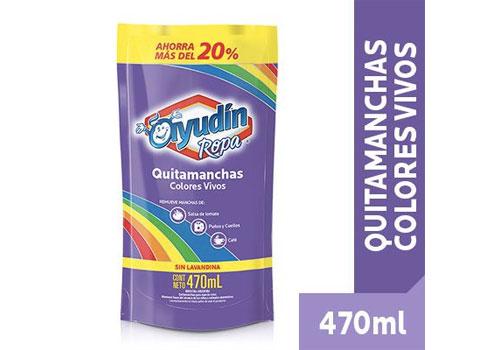 AHORRA
MÁS DEL 20%
Ayudín
Ropa
Quitamanchas
Colores Vivos
REMUEVE MANCHAS DE:
Salsa de tomate
Puños y Cuellos
Café
SIN LAVANDINA
CONT
NETO 470mL
QUITAMANCHAS
COLORES VIVOS
470ml